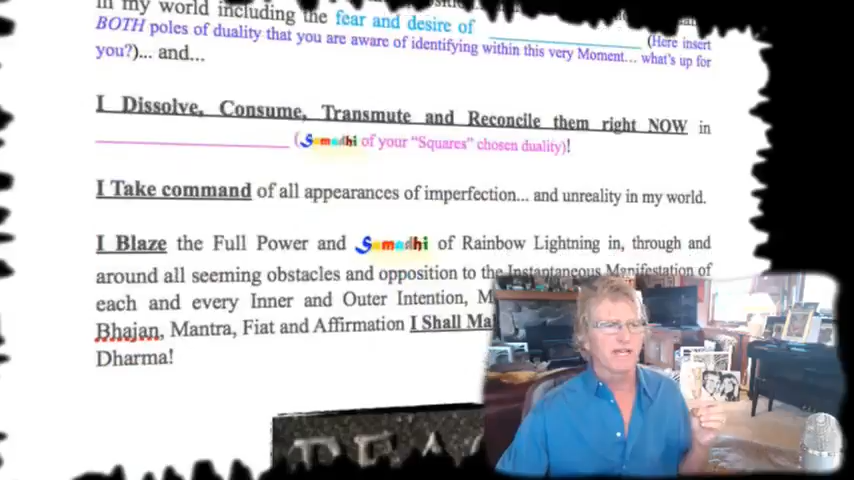 in my world including the fear and desire of ____________ (Here insert
BOTH poles of duality that you are aware of identifying within this very Moment... what's up for
you?)... and...
I Dissolve, Consume, Transmute and Reconcile them right NOW in
____________ (Samadhi of your “Squares” chosen duality)!
I Take command of all appearances of imperfection... and unreality in my world.
I Blaze the Full Power and Samadhi of Rainbow Lightning in, through and
around all seeming obstacles and opposition to the Instantaneous Manifestation of
each and every Inner and Outer Intention,
Bhajan, Mantra, Fiat and Affirmation I Shall
Dharma!